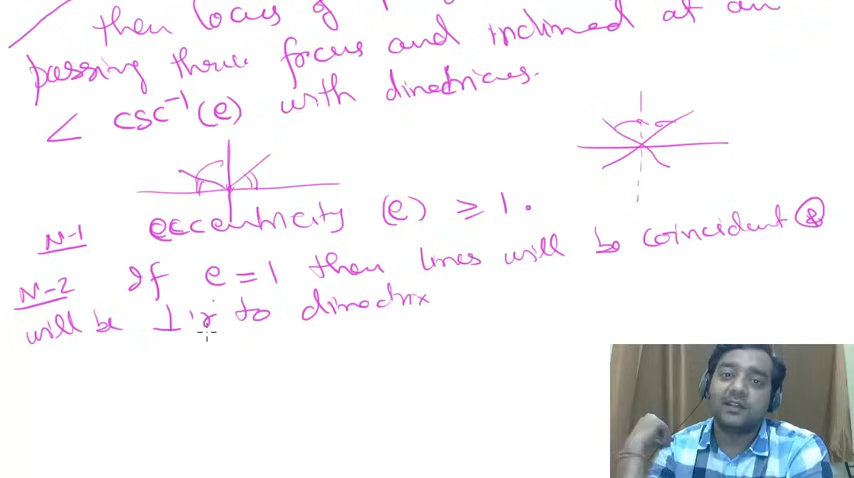 then locus of
passing three focus and inclined at an
∠ csc⁻¹(e) with directrices.
N-1 eccentricity (e) ≥ 1.
N-2 If e = 1 then lines will be coincident &
will be ⊥'r to directrix